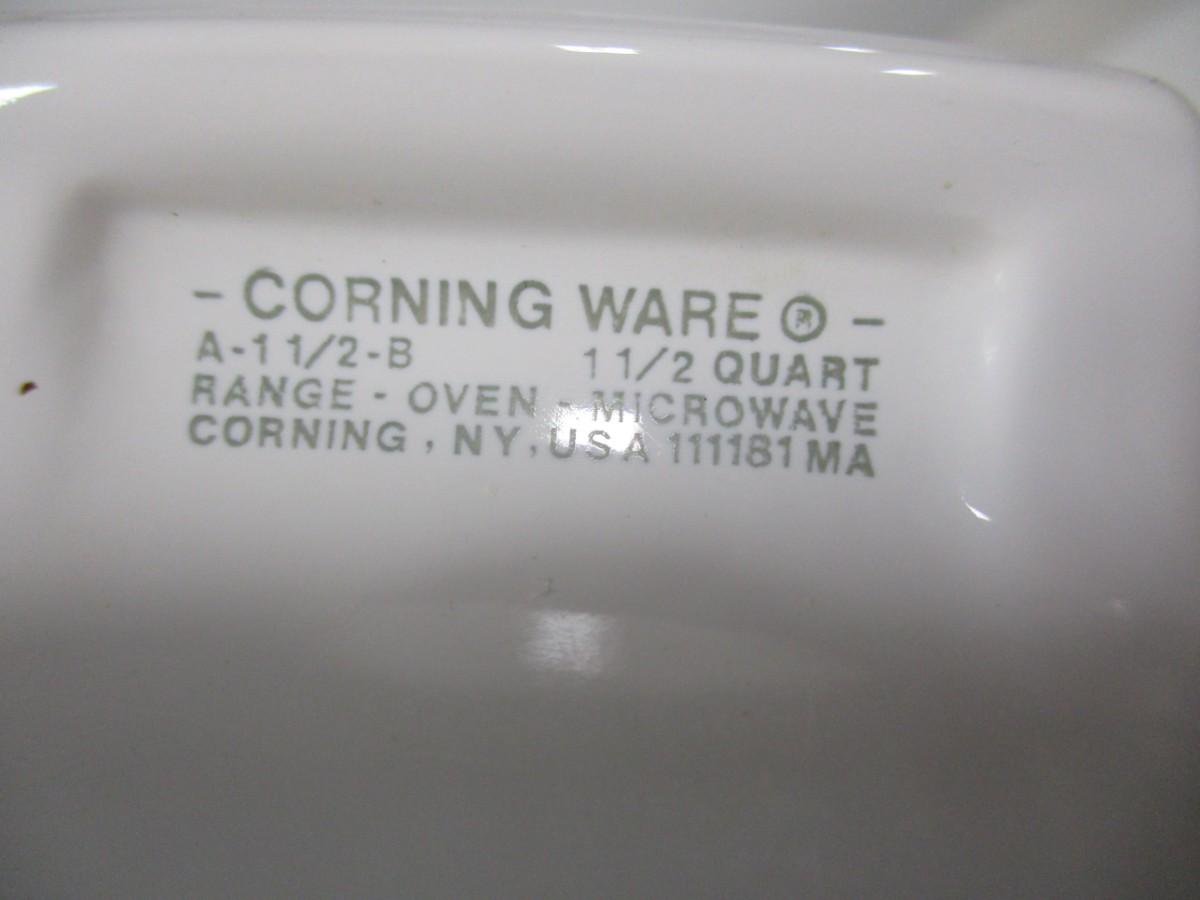 - CORNING WARE ® -
A-1 1/2-B 1 1/2 QUART
RANGE - OVEN - MICROWAVE
CORNING , NY, USA 111181 MA